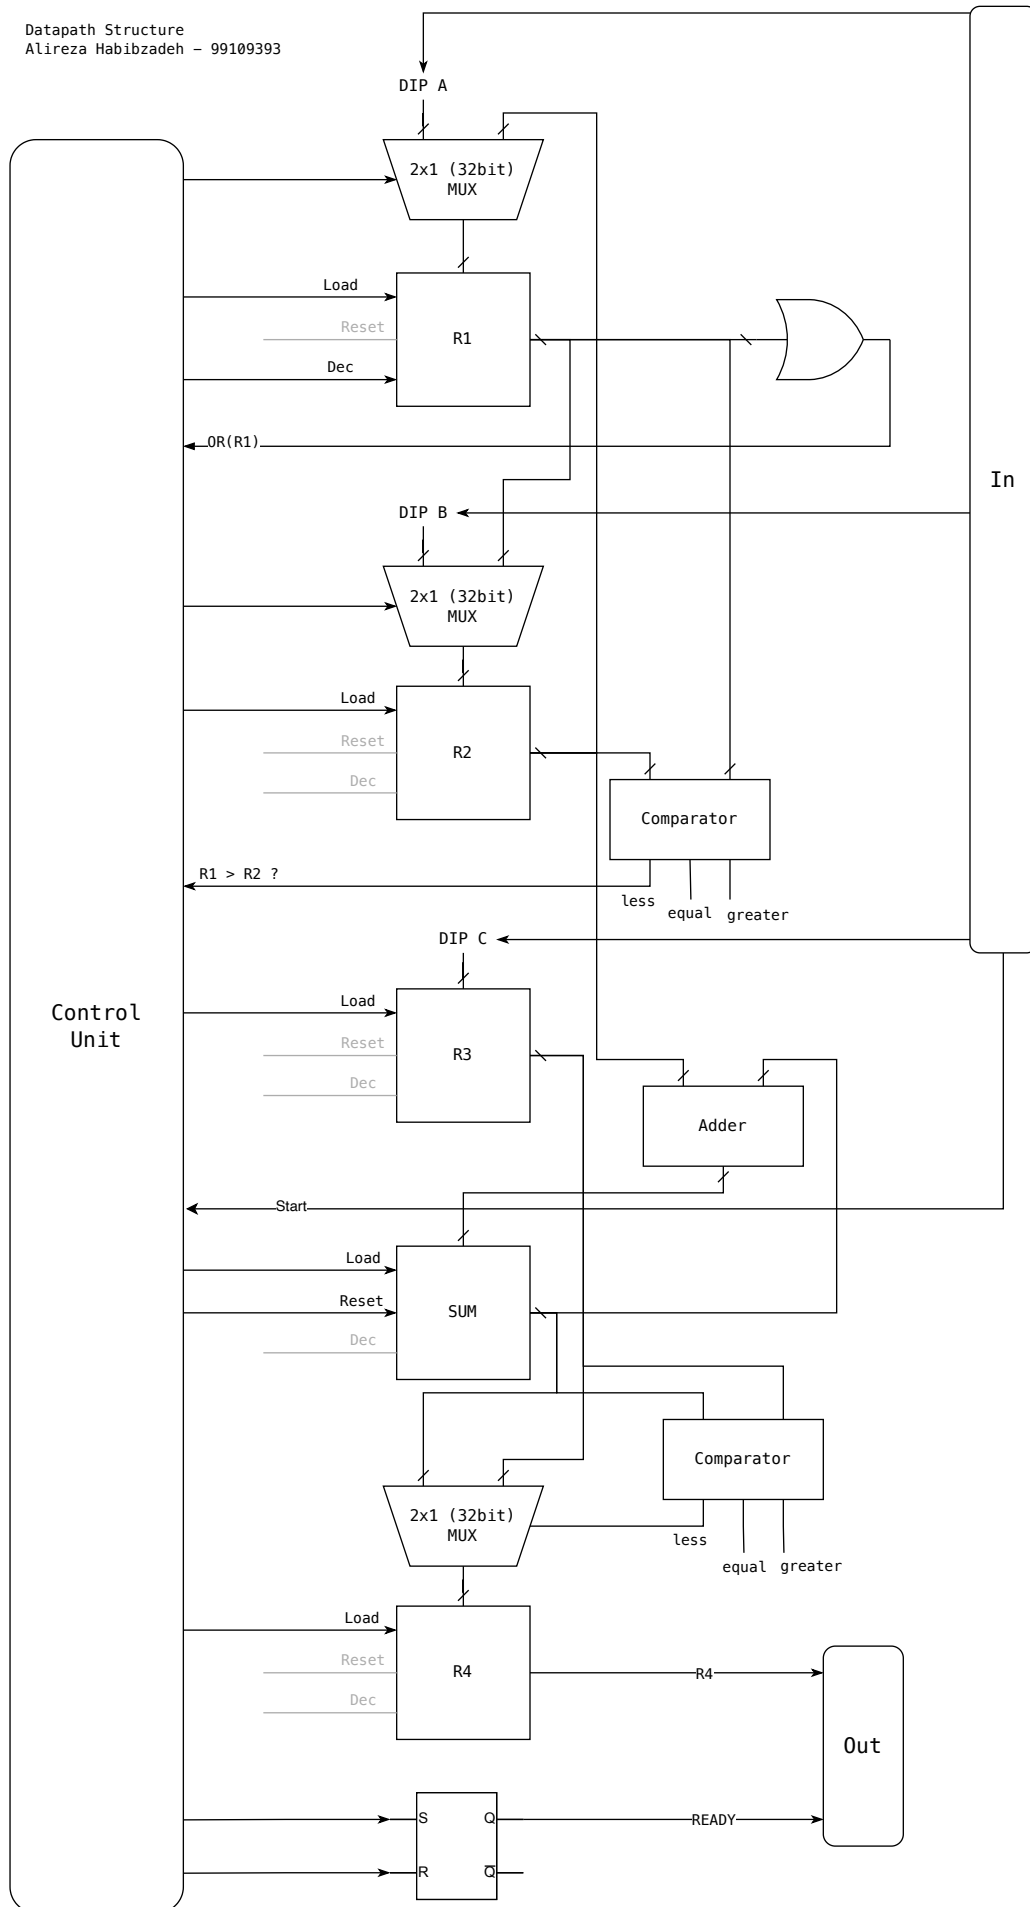 Datapath Structure
Alireza Habibzadeh – 99109393
DIP A
2x1 (32bit)
MUX
Load
Reset
R1
Dec
OR(R1)
In
DIP B
2x1 (32bit)
MUX
Load
Reset
R2
Dec
Comparator
R1 > R2 ?
less
equal
greater
DIP C
Control
Unit
Load
Reset
R3
Dec
Adder
Start
Load
Reset
SUM
Dec
Comparator
2x1 (32bit)
MUX
less
equal
greater
Load
Reset
R4
R4
Dec
Out
S
Q
READY
R
Q̅